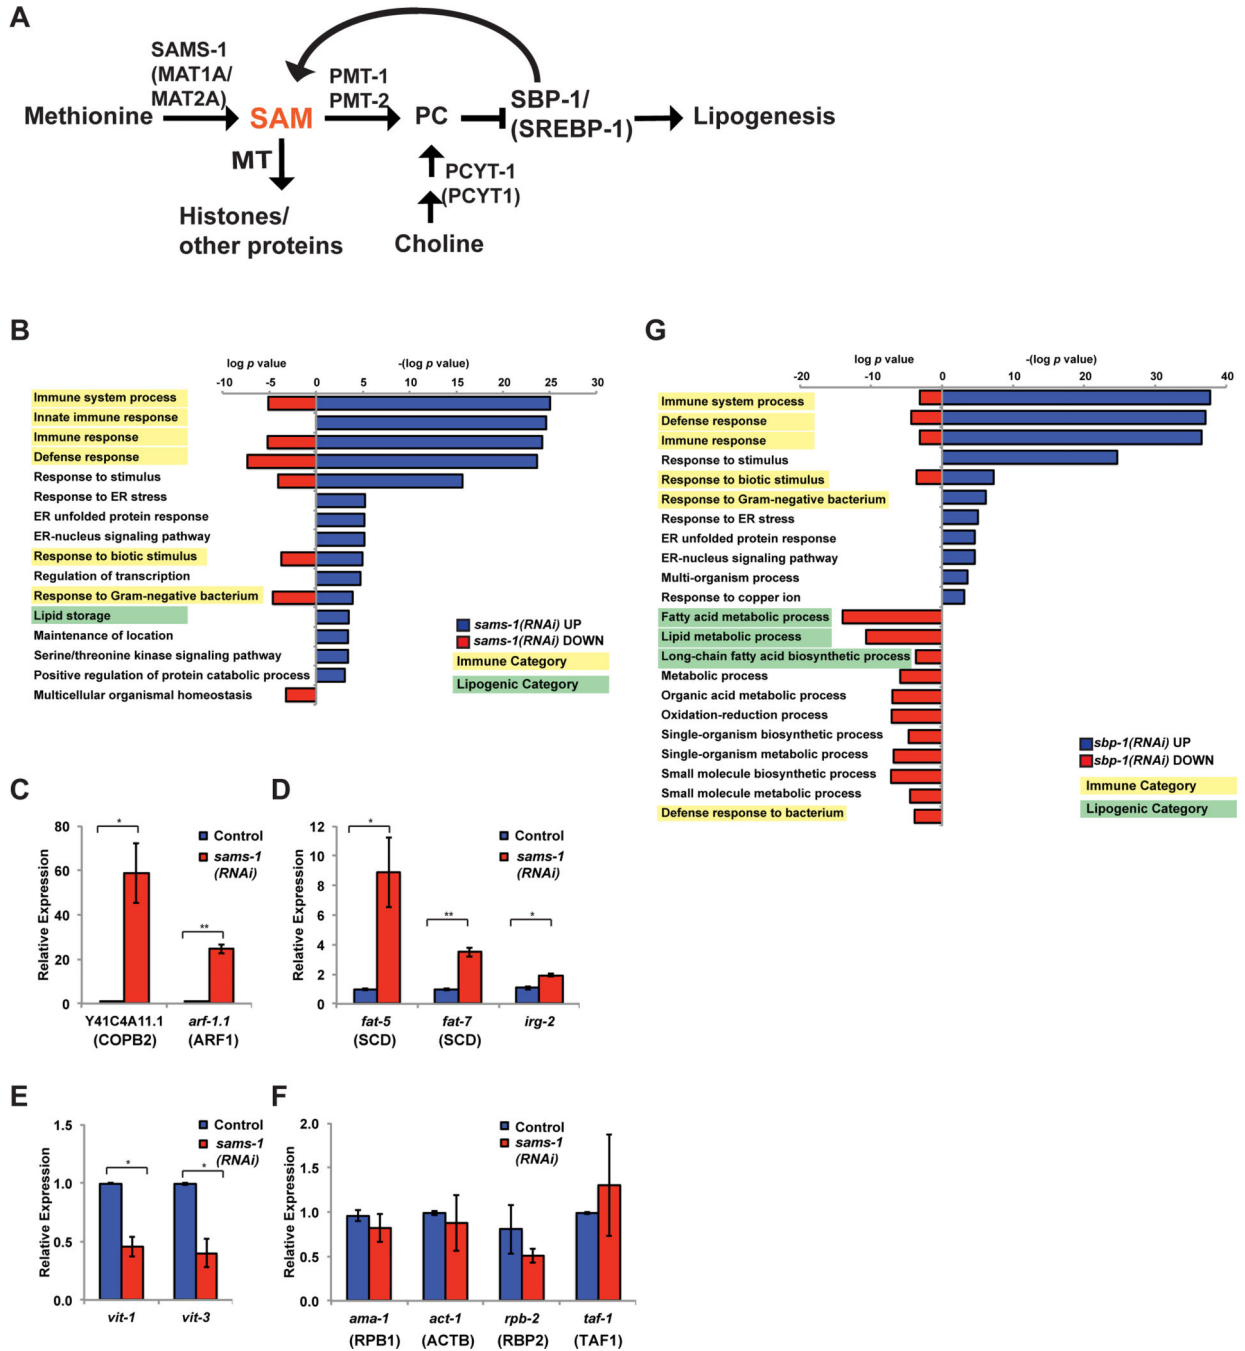 A
SAMS-1
(MAT1A/
MAT2A)
PMT-1
PMT-2
Methionine
SAM
PC
SBP-1/
(SREBP-1)
Lipogenesis
MT
PCYT-1
(PCYT1)
Histones/
other proteins
Choline
B
log p value
-(log p value)
-10 -5 0 5 10 15 20 25 30
Immune system process
Innate immune response
Immune response
Defense response
Response to stimulus
Response to ER stress
ER unfolded protein response
ER-nucleus signaling pathway
Response to biotic stimulus
Regulation of transcription
Response to Gram-negative bacterium
Lipid storage
Maintenance of location
Serine/threonine kinase signaling pathway
Positive regulation of protein catabolic process
Multicellular organismal homeostasis
sams-1(RNAi) UP
sams-1(RNAi) DOWN
Immune Category
Lipogenic Category
G
log p value
-(log p value)
-20 -10 0 10 20 30 40
Immune system process
Defense response
Immune response
Response to stimulus
Response to biotic stimulus
Response to Gram-negative bacterium
Response to ER stress
ER unfolded protein response
ER-nucleus signaling pathway
Multi-organism process
Response to copper ion
Fatty acid metabolic process
Lipid metabolic process
Long-chain fatty acid biosynthetic process
Metabolic process
Organic acid metabolic process
Oxidation-reduction process
Single-organism biosynthetic process
Single-organism metabolic process
Small molecule biosynthetic process
Small molecule metabolic process
Defense response to bacterium
sbp-1(RNAi) UP
sbp-1(RNAi) DOWN
Immune Category
Lipogenic Category
C
Relative Expression
80
60
40
20
0
*
**
Control
sams-1
(RNAi)
Y41C4A11.1
(COPB2)
arf-1.1
(ARF1)
D
Relative Expression
12
10
8
6
4
2
0
*
**
*
Control
sams-1
(RNAi)
fat-5
(SCD)
fat-7
(SCD)
irg-2
E
Relative Expression
1.5
1.0
0.5
0.0
*
*
Control
sams-1
(RNAi)
vit-1
vit-3
F
Relative Expression
2.0
1.5
1.0
0.5
0.0
Control
sams-1
(RNAi)
ama-1
(RPB1)
act-1
(ACTB)
rpb-2
(RBP2)
taf-1
(TAF1)